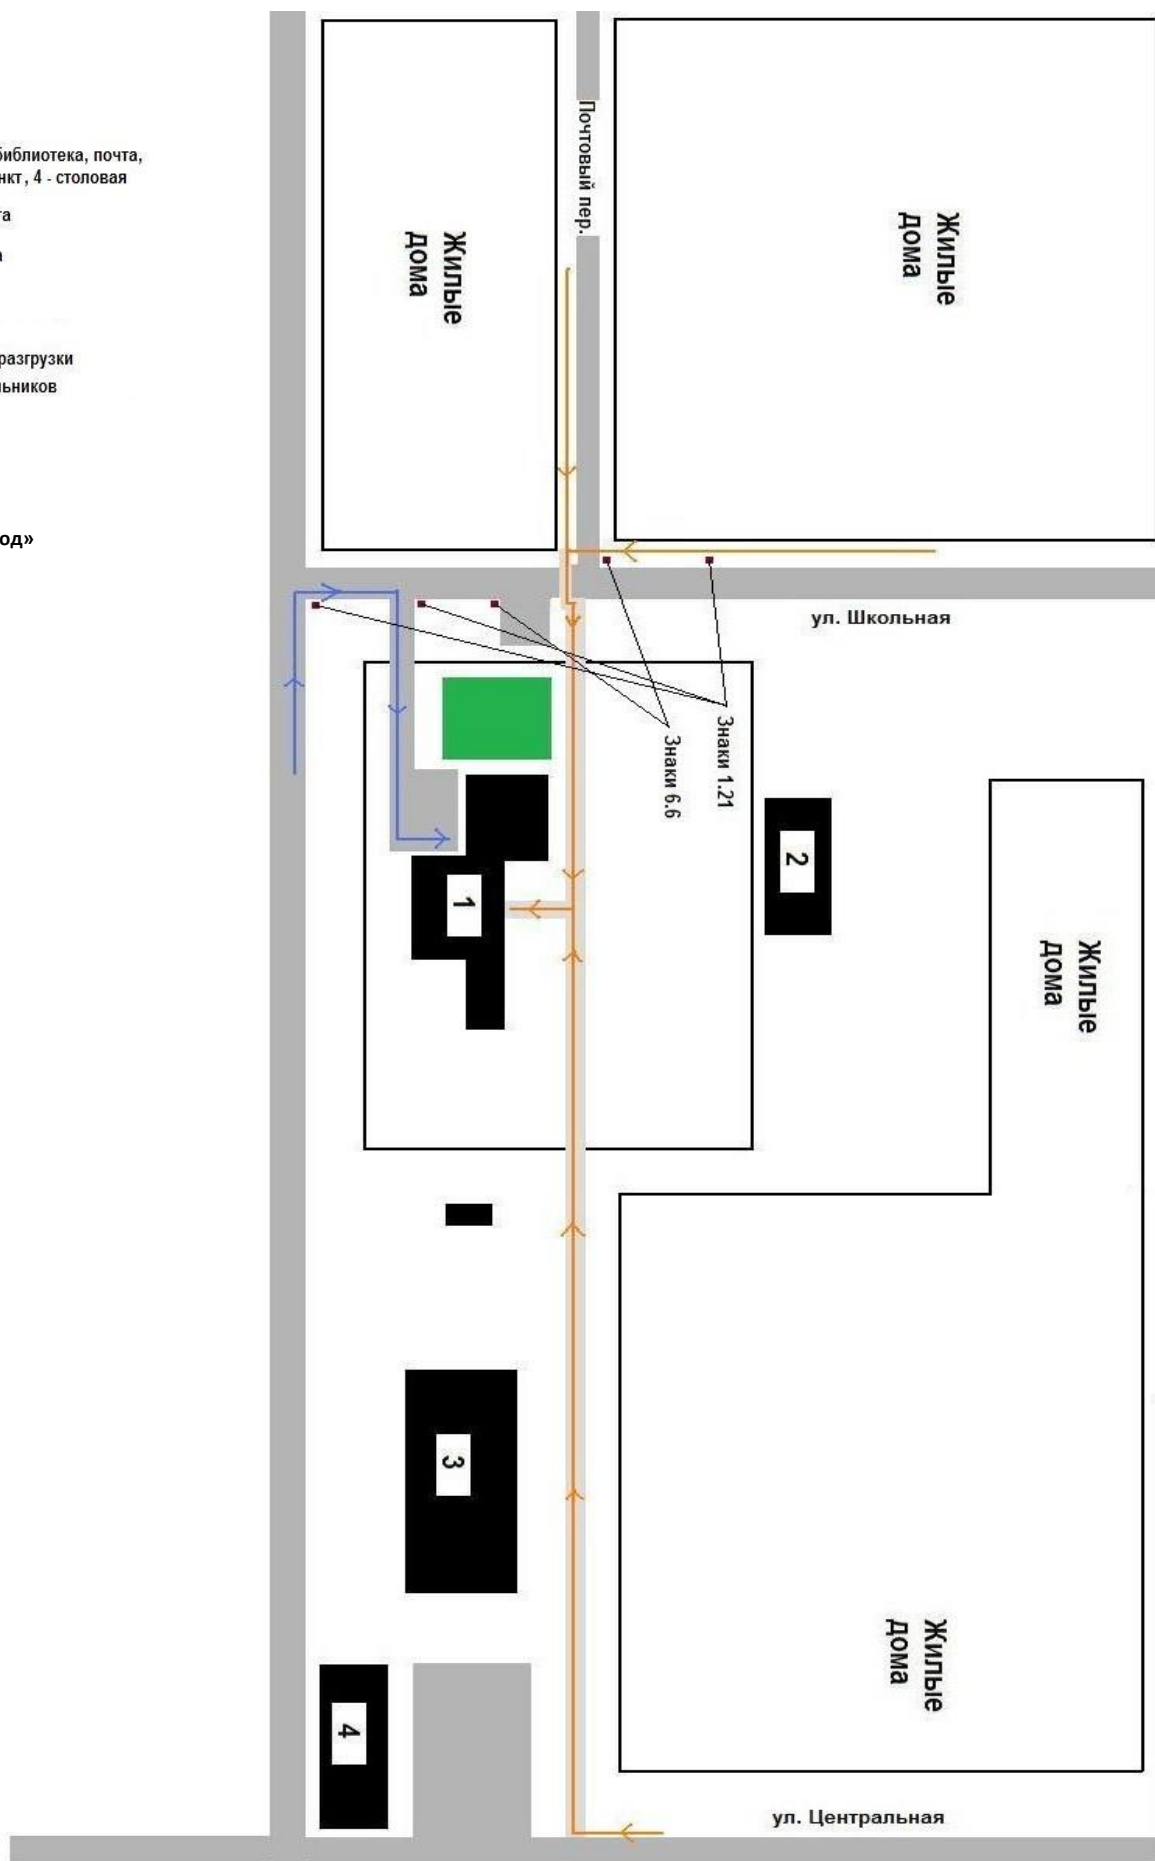 библиотека, почта,
нкт, 4 - столовая
та
а
разгрузки
льников
од»
Почтовый пер.
Жилые
дома
Жилые
дома
ул. Школьная
Знаки 1.21
Знаки 6.6
2
1
Жилые
дома
3
Жилые
дома
4
ул. Центральная